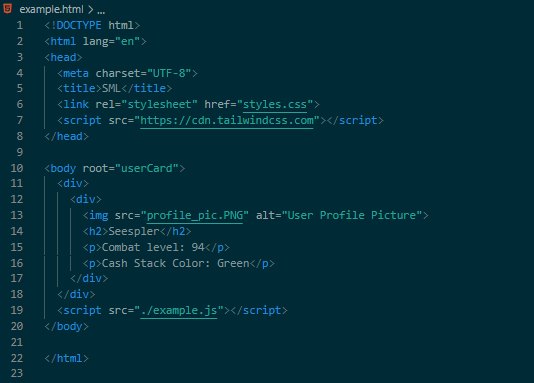 example.html > ...
1 <!DOCTYPE html>
2 <html lang="en">
3 <head>
4   <meta charset="UTF-8">
5   <title>SML</title>
6   <link rel="stylesheet" href="styles.css">
7   <script src="https://cdn.tailwindcss.com"></script>
8 </head>
9
10 <body root="userCard">
11   <div>
12     <div>
13       <img src="profile_pic.PNG" alt="User Profile Picture">
14       <h2>Seespler</h2>
15       <p>Combat level: 94</p>
16       <p>Cash Stack Color: Green</p>
17     </div>
18   </div>
19   <script src="./example.js"></script>
20 </body>
21
22 </html>
23